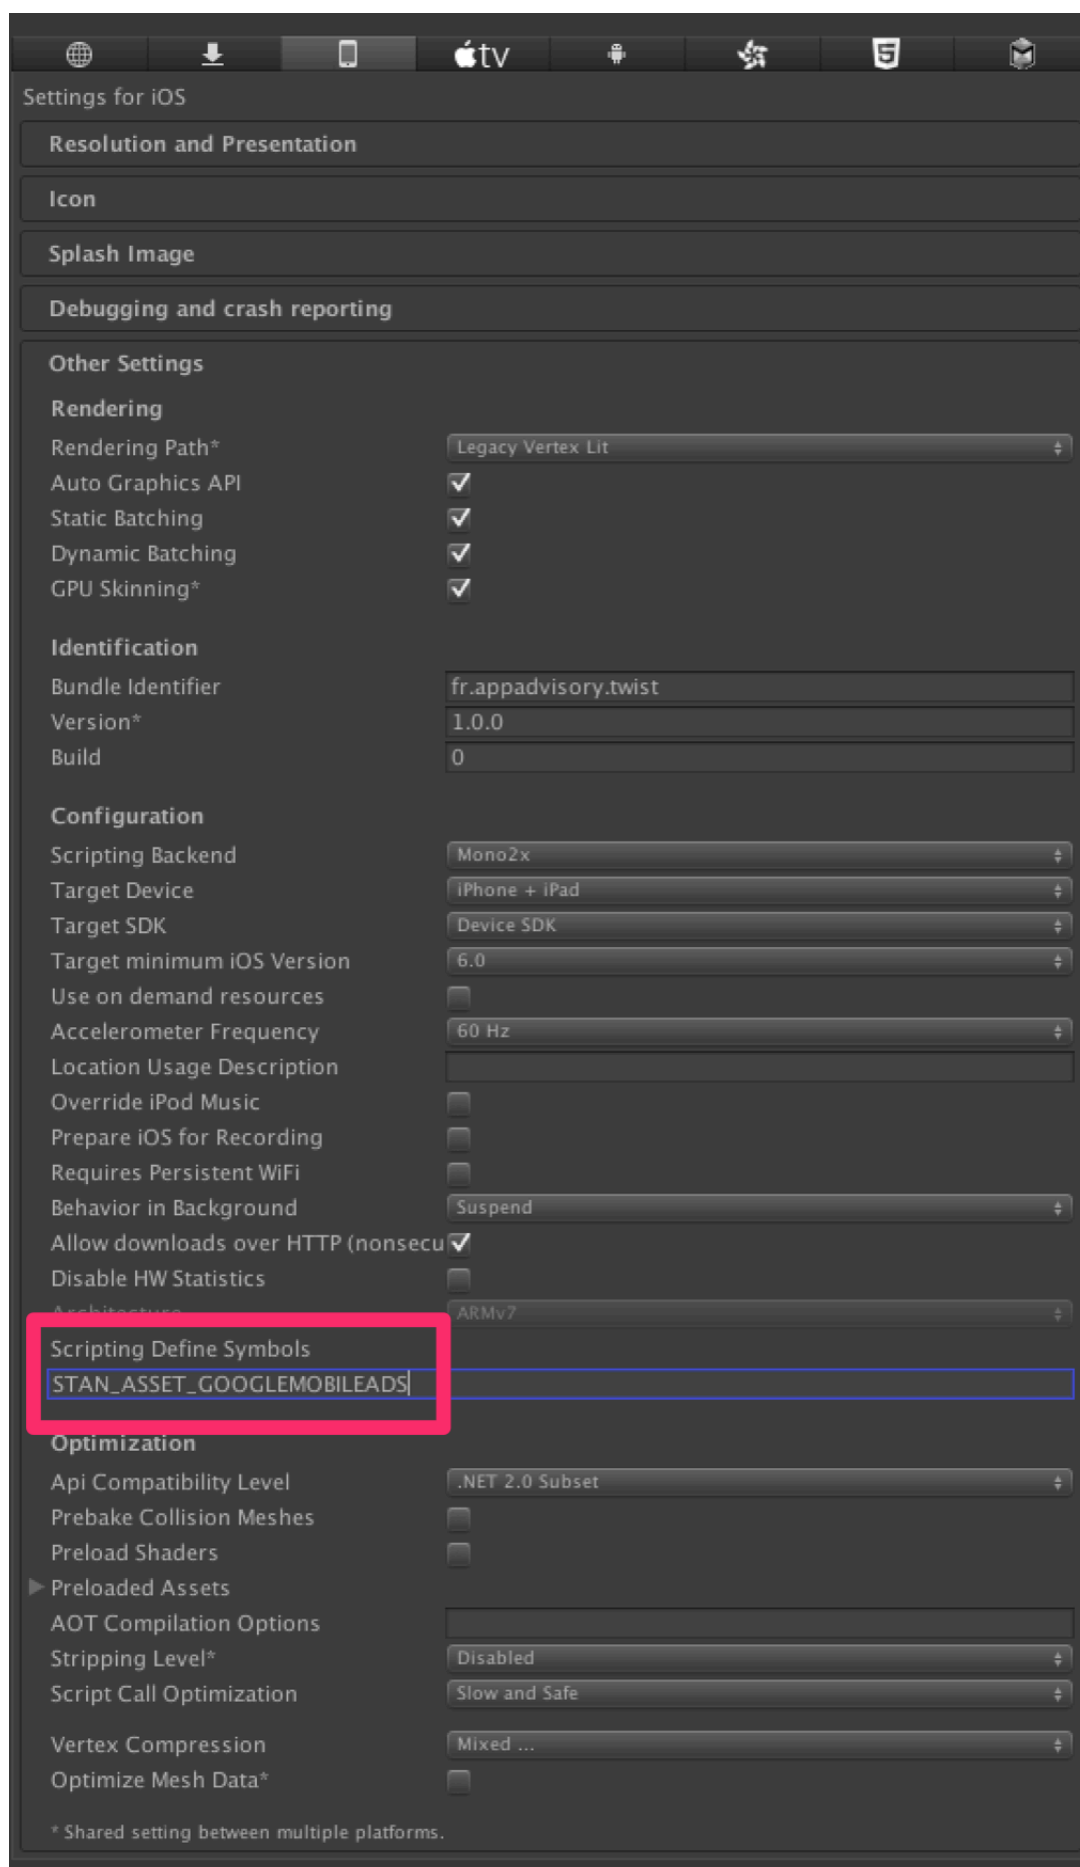 tv
Settings for iOS
Resolution and Presentation
Icon
Splash Image
Debugging and crash reporting
Other Settings
Rendering
Rendering Path* Legacy Vertex Lit
Auto Graphics API
Static Batching
Dynamic Batching
GPU Skinning*
Identification
Bundle Identifier fr.appadvisory.twist
Version* 1.0.0
Build 0
Configuration
Scripting Backend Mono2x
Target Device iPhone + iPad
Target SDK Device SDK
Target minimum iOS Version 6.0
Use on demand resources
Accelerometer Frequency 60 Hz
Location Usage Description
Override iPod Music
Prepare iOS for Recording
Requires Persistent WiFi
Behavior in Background Suspend
Allow downloads over HTTP (nonsecu
Disable HW Statistics
Architecture ARMv7
Scripting Define Symbols
STAN_ASSET_GOOGLEMOBILEADS
Optimization
Api Compatibility Level .NET 2.0 Subset
Prebake Collision Meshes
Preload Shaders
Preloaded Assets
AOT Compilation Options
Stripping Level* Disabled
Script Call Optimization Slow and Safe
Vertex Compression Mixed ...
Optimize Mesh Data*
* Shared setting between multiple platforms.